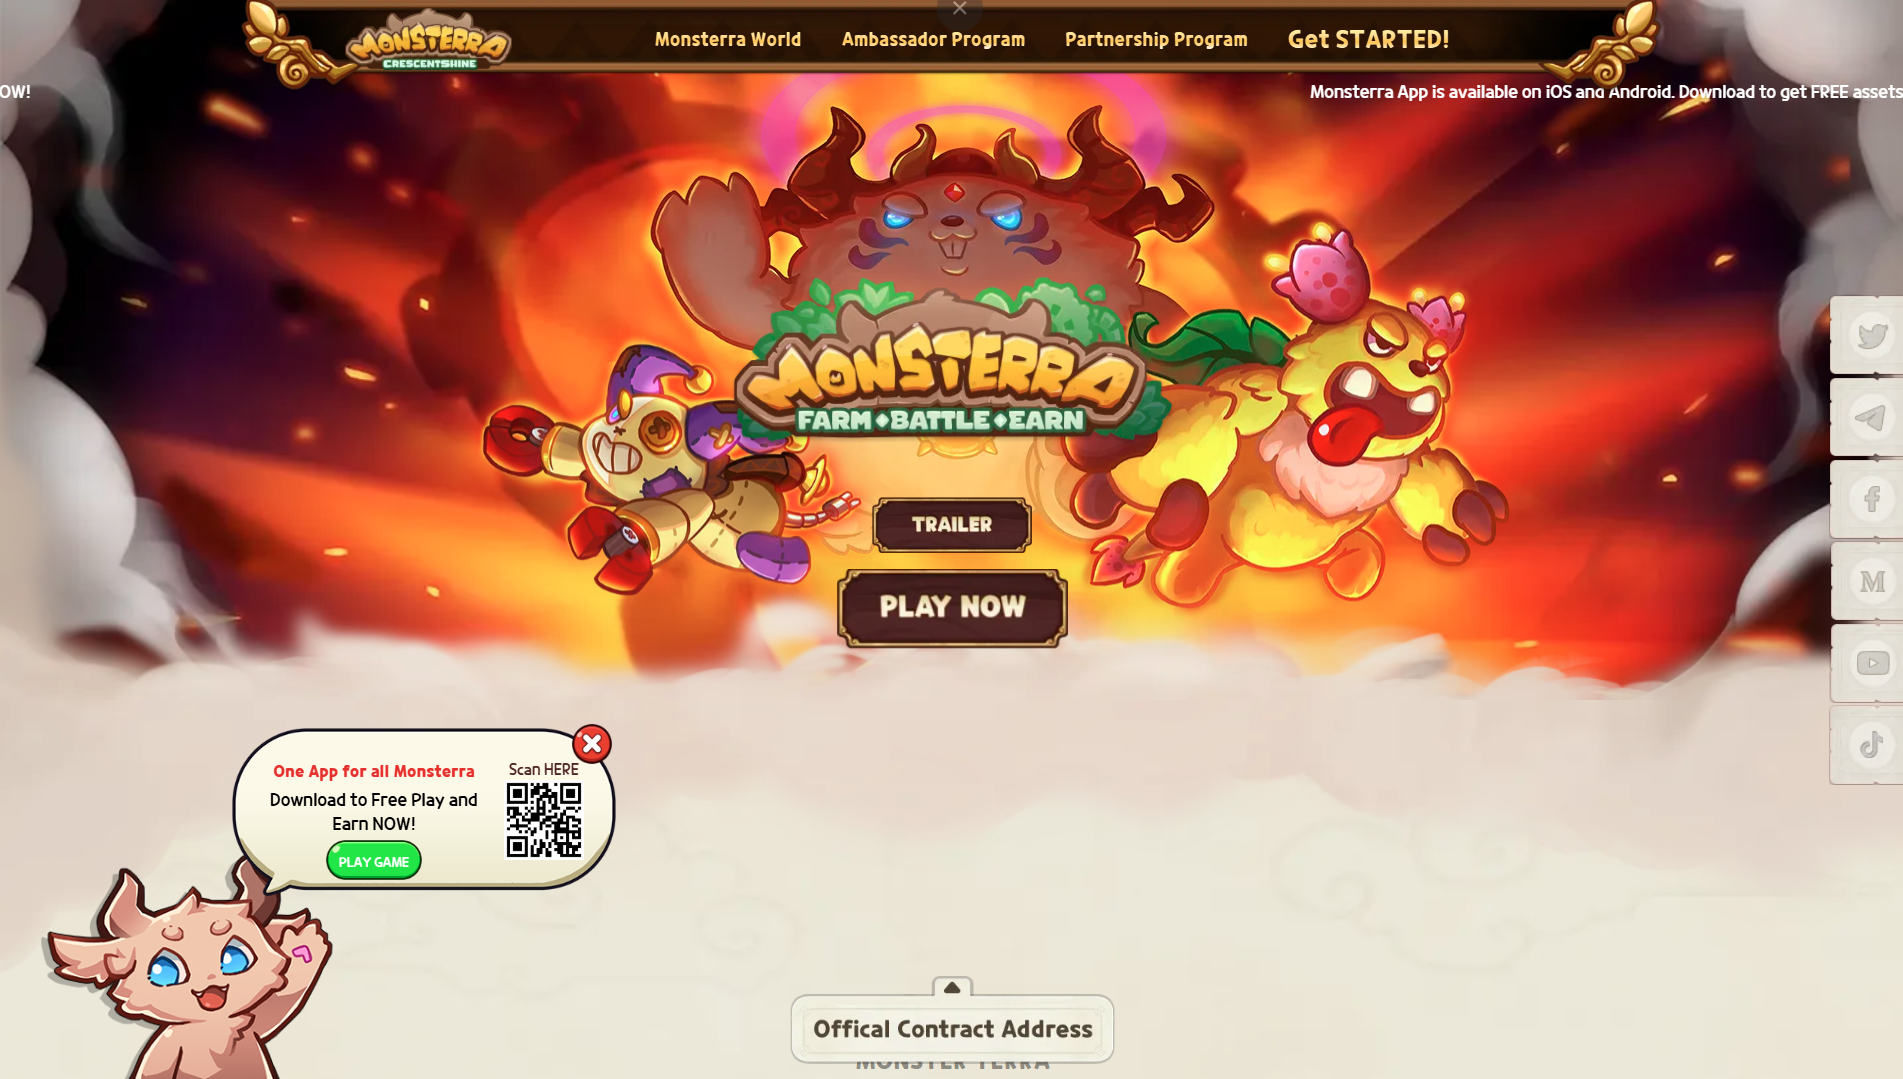 MONSTERRA
CRESCENTSHINE
Monsterra World
Ambassador Program
Partnership Program
Get STARTED!
OW!
Monsterra App is available on iOS and Android. Download to get FREE assets
MONSTERRA
FARM◆BATTLE◆EARN
TRAILER
PLAY NOW
One App for all Monsterra
Download to Free Play and
Earn NOW!
PLAY GAME
Scan HERE
Offical Contract Address
MONSTER TERRA